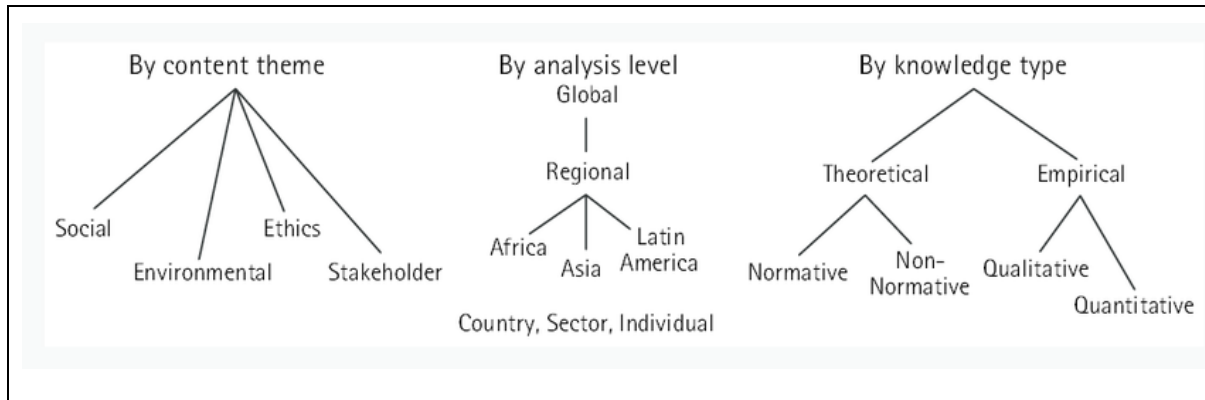 By content theme
Social
Environmental
Ethics
Stakeholder
By analysis level
Global
Regional
Africa
Asia
Latin
America
Country, Sector, Individual
By knowledge type
Theoretical
Normative
Non-
Normative
Empirical
Qualitative
Quantitative